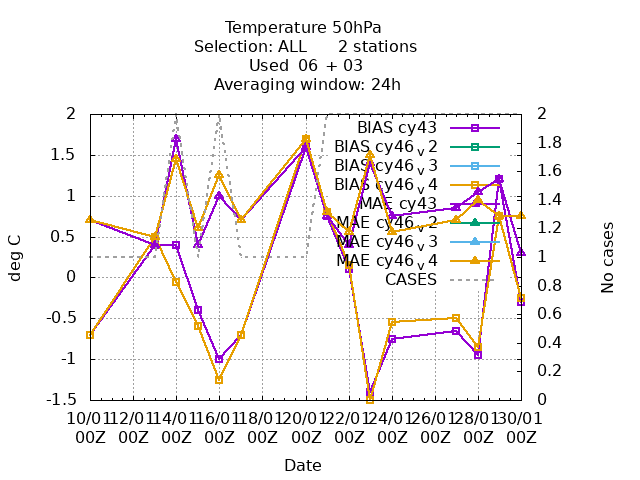 Temperature 50hPa
Selection: ALL 2 stations
Used 06 + 03
Averaging window: 24h
BIAS cy43
BIAS cy46_v2
BIAS cy46_v3
BIAS cy46_v4
MAE cy43
MAE cy46_v2
MAE cy46_v3
MAE cy46_v4
CASES
2
1.5
1
0.5
0
-0.5
-1
-1.5
deg C
2
1.8
1.6
1.4
1.2
1
0.8
0.6
0.4
0.2
0
No cases
10/01 12/01 14/01 16/01 18/01 20/01 22/01 24/01 26/01 28/01 30/01
00Z 00Z 00Z 00Z 00Z 00Z 00Z 00Z 00Z 00Z 00Z
Date